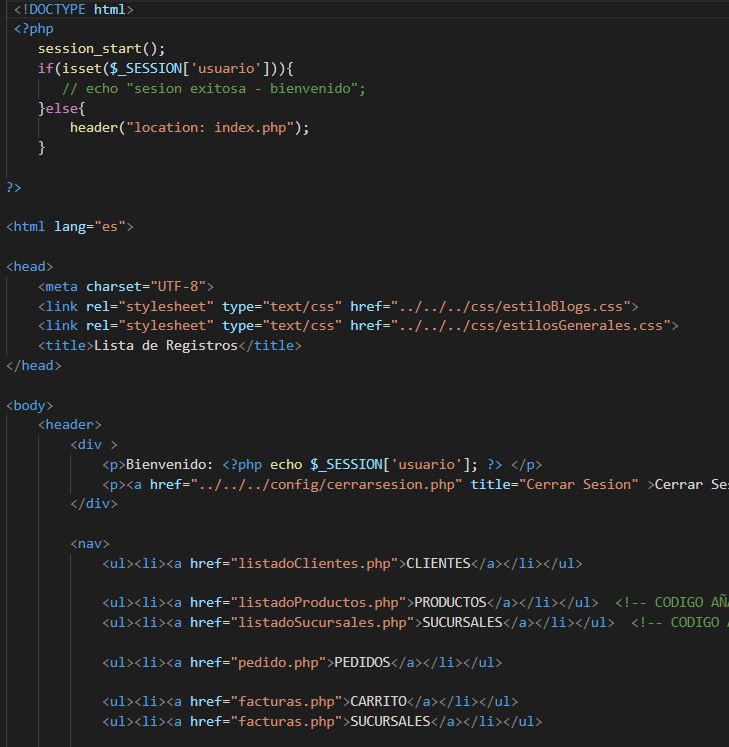 <!DOCTYPE html>
<?php
session_start();
if(isset($_SESSION['usuario'])){
// echo "sesion exitosa - bienvenido";
}else{
header("location: index.php");
}
?>
<html lang="es">
<head>
<meta charset="UTF-8">
<link rel="stylesheet" type="text/css" href="../../../css/estiloBlogs.css">
<link rel="stylesheet" type="text/css" href="../../../css/estilosGenerales.css">
<title>Lista de Registros</title>
</head>
<body>
<header>
<div >
<p>Bienvenido: <?php echo $_SESSION['usuario']; ?> </p>
<p><a href="../../../config/cerrarsesion.php" title="Cerrar Sesion" >Cerrar Se
</div>
<nav>
<ul><li><a href="listadoClientes.php">CLIENTES</a></li></ul>
<ul><li><a href="listadoProductos.php">PRODUCTOS</a></li></ul> <!-- CODIGO AÑ
<ul><li><a href="listadoSucursales.php">SUCURSALES</a></li></ul> <!-- CODIGO
<ul><li><a href="pedido.php">PEDIDOS</a></li></ul>
<ul><li><a href="facturas.php">CARRITO</a></li></ul>
<ul><li><a href="facturas.php">SUCURSALES</a></li></ul>